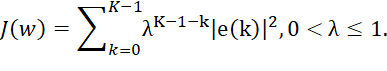 J(w) = ∑_{k=0}^{K-1} λ^{K-1-k}|e(k)|², 0 < λ ≤ 1.